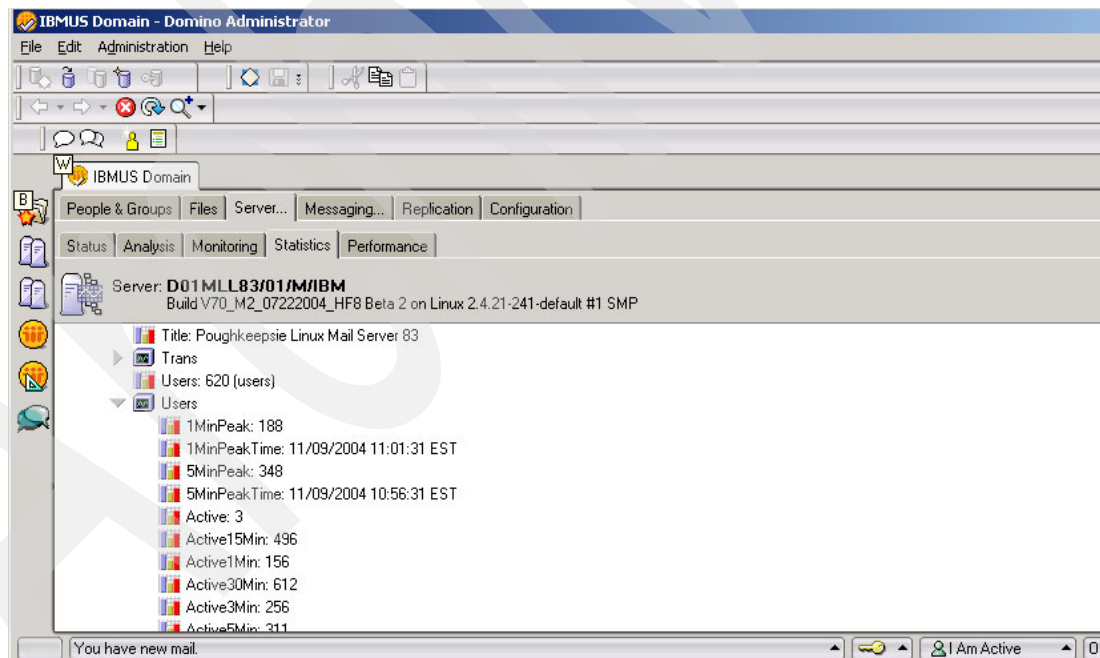 IBMUS Domain - Domino Administrator
File Edit Administration Help
W
IBMUS Domain
B
People & Groups Files Server... Messaging... Replication Configuration
Status Analysis Monitoring Statistics Performance
Server: D01MLL83/01/M/IBM
Build V70_M2_07222004_HF8 Beta 2 on Linux 2.4.21-241-default #1 SMP
Title: Poughkeepsie Linux Mail Server 83
Trans
Users: 620 (users)
Users
1MinPeak: 188
1MinPeakTime: 11/09/2004 11:01:31 EST
5MinPeak: 348
5MinPeakTime: 11/09/2004 10:56:31 EST
Active: 3
Active15Min: 496
Active1Min: 156
Active30Min: 612
Active3Min: 256
Active5Min: 311
You have new mail. I Am Active 0